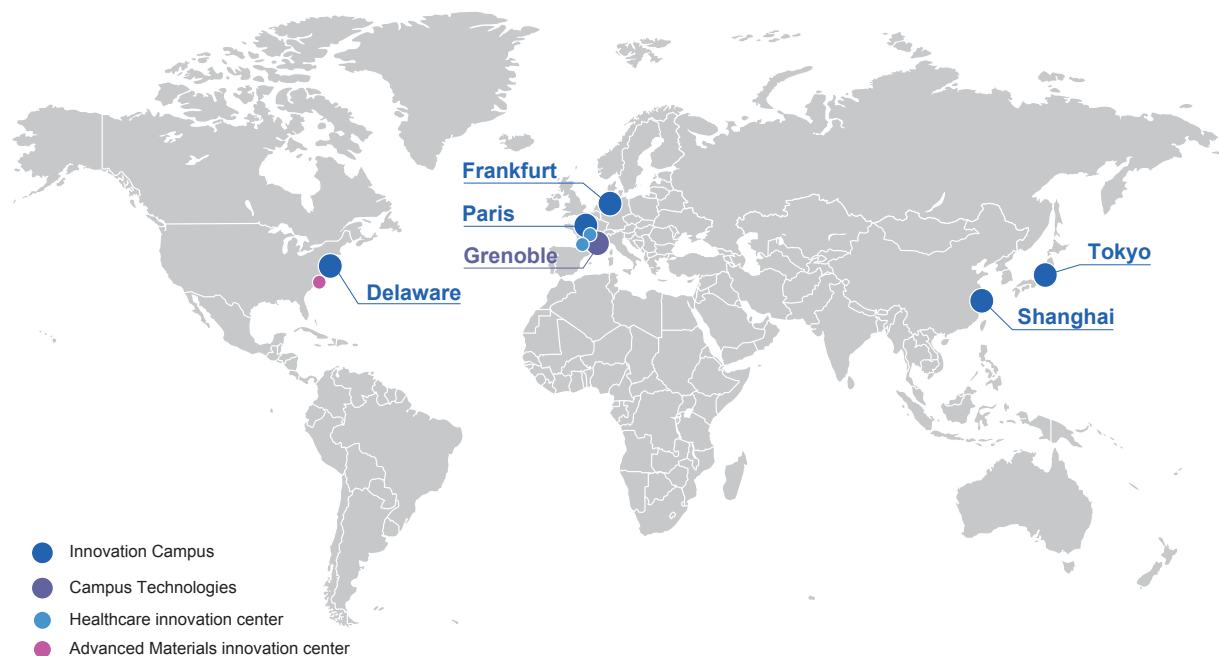 Frankfurt
Paris
Grenoble
Delaware
Tokyo
Shanghai
Innovation Campus
Campus Technologies
Healthcare innovation center
Advanced Materials innovation center